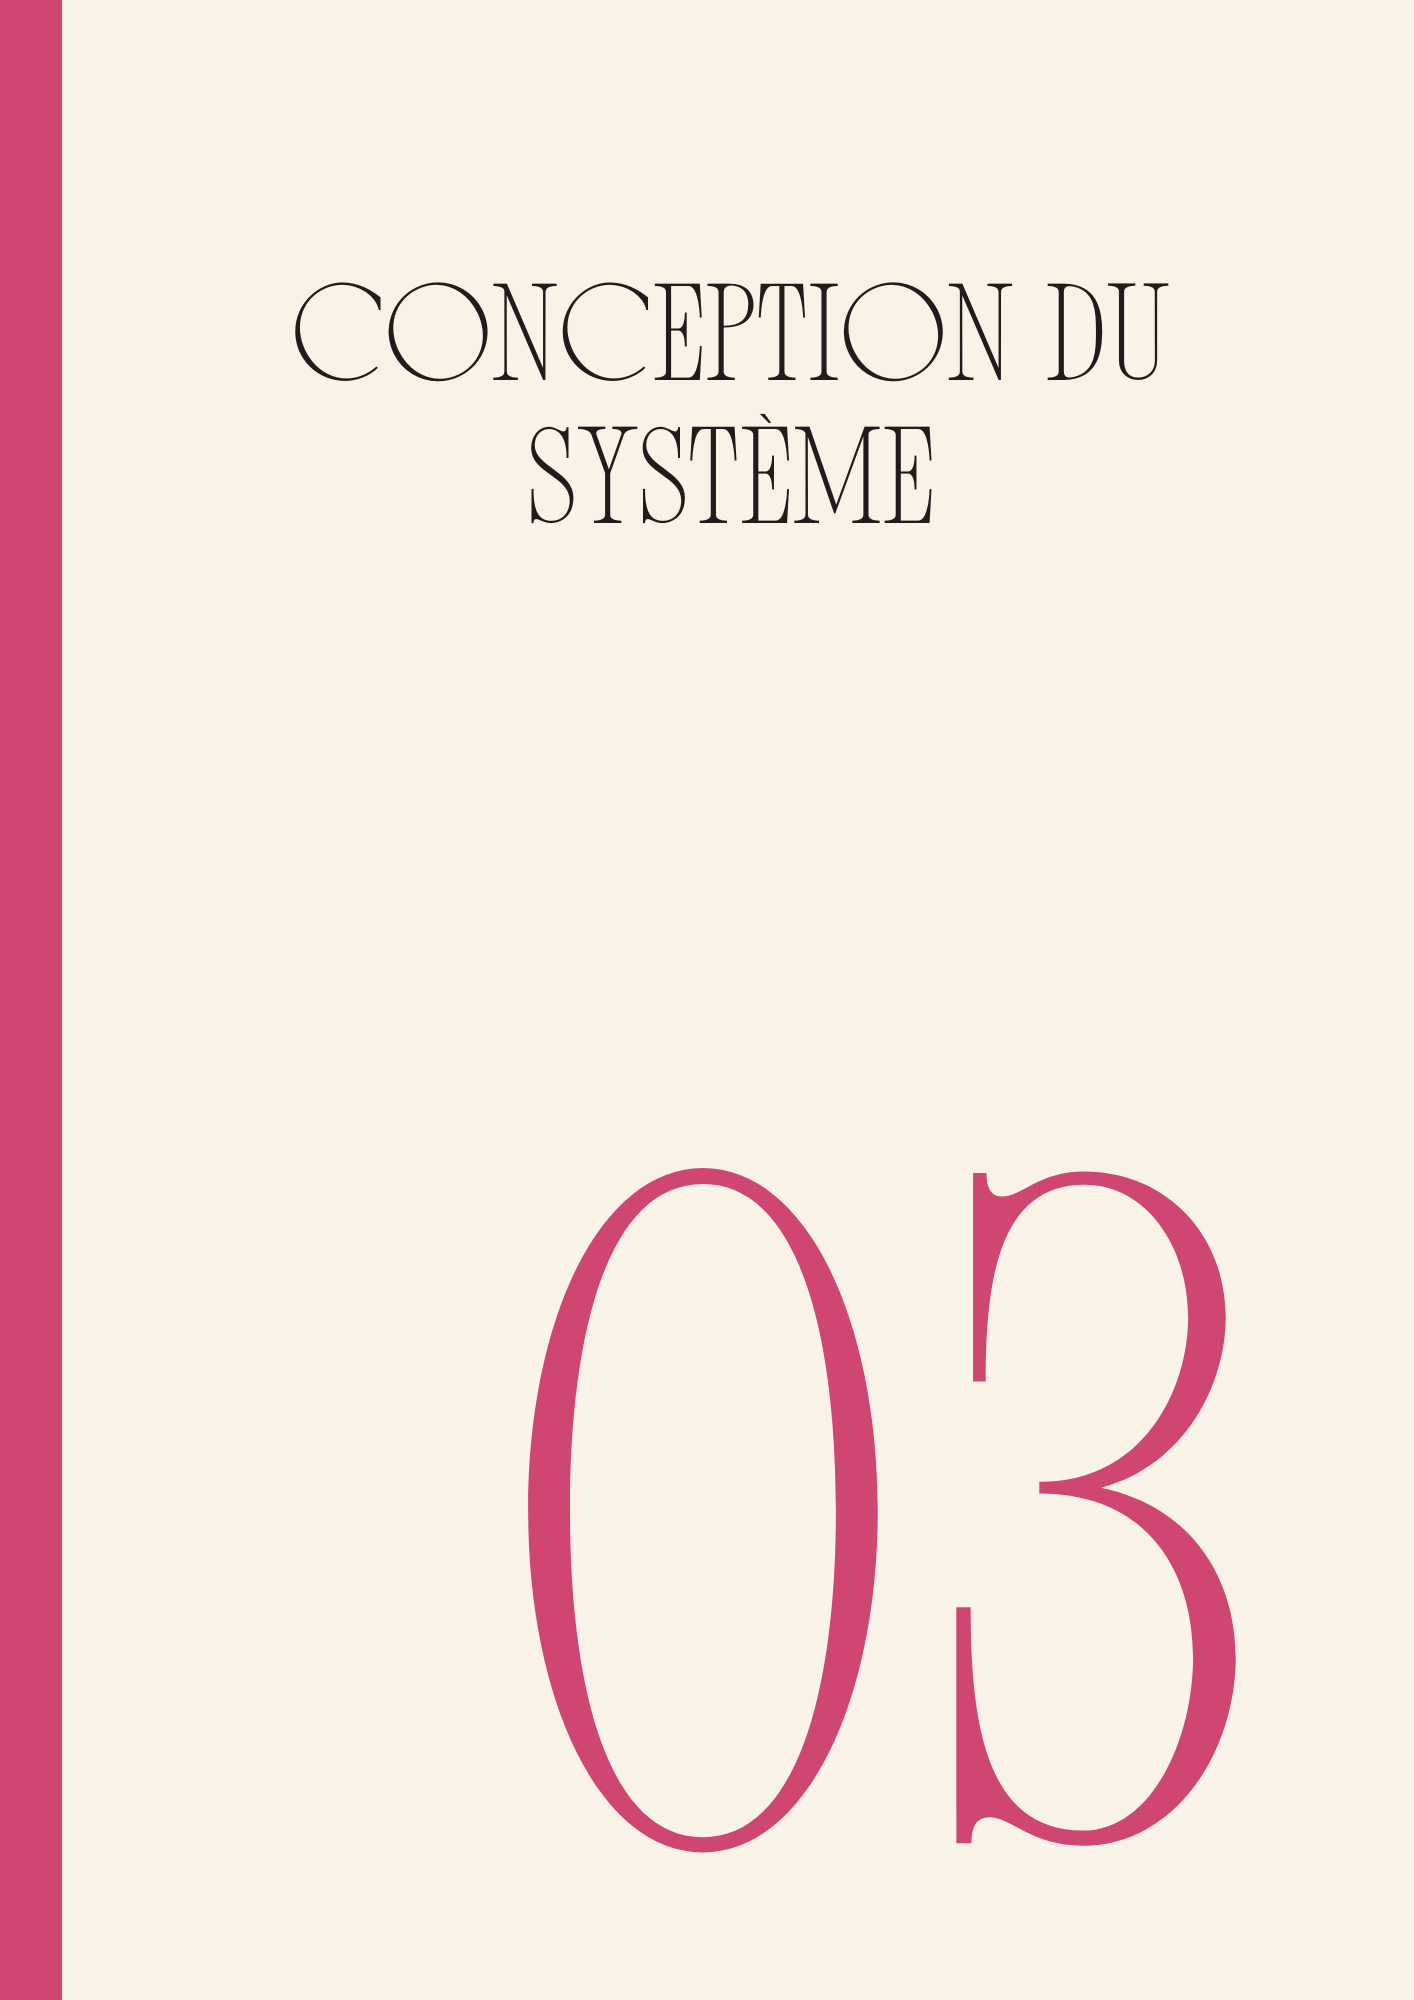 CONCEPTION DU
SYSTÈME
03